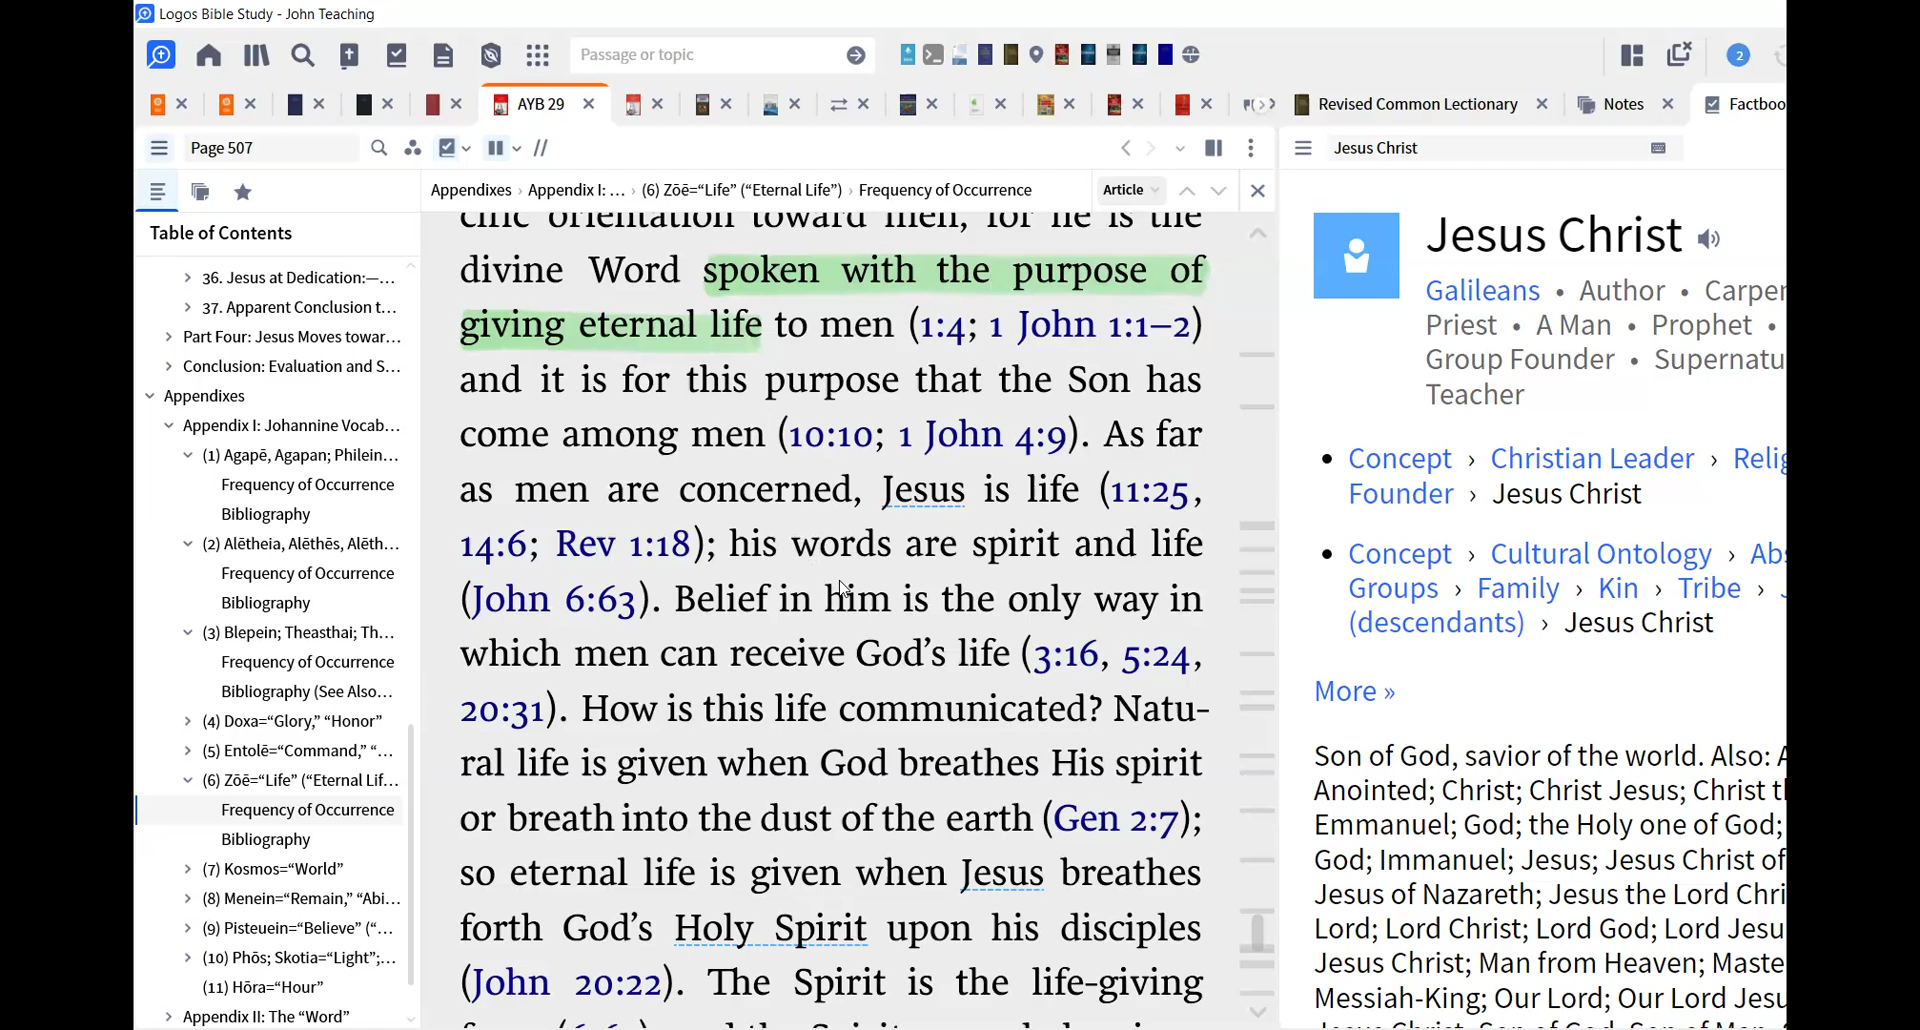 Logos Bible Study - John Teaching
Passage or topic
2
AYB 29
Revised Common Lectionary
Notes
Page 507
Jesus Christ
Appendixes › Appendix I: … › (6) Zōē=“Life” (“Eternal Life”) › Frequency of Occurrence
Article
Table of Contents
36. Jesus at Dedication:—…
37. Apparent Conclusion t…
Part Four: Jesus Moves towar…
Conclusion: Evaluation and S…
Appendixes
Appendix I: Johannine Vocab…
(1) Agapē, Agapan; Philein…
Frequency of Occurrence
Bibliography
(2) Alētheia, Alēthēs, Alēth…
Frequency of Occurrence
Bibliography
(3) Blepein; Theasthai; Th…
Frequency of Occurrence
Bibliography (See Also…
(4) Doxa=“Glory,” “Honor”
(5) Entolē=“Command,” “…
(6) Zōē=“Life” (“Eternal Lif…
Frequency of Occurrence
Bibliography
(7) Kosmos=“World”
(8) Menein=“Remain,” “Abi…
(9) Pisteuein=“Believe” (“…
(10) Phōs; Skotia=“Light”;…
(11) Hōra=“Hour”
Appendix II: The “Word”
cific orientation toward men, for he is the
divine Word spoken with the purpose of
giving eternal life to men (1:4; 1 John 1:1–2)
and it is for this purpose that the Son has
come among men (10:10; 1 John 4:9). As far
as men are concerned, Jesus is life (11:25,
14:6; Rev 1:18); his words are spirit and life
(John 6:63). Belief in him is the only way in
which men can receive God’s life (3:16, 5:24,
20:31). How is this life communicated? Natu-
ral life is given when God breathes His spirit
or breath into the dust of the earth (Gen 2:7);
so eternal life is given when Jesus breathes
forth God’s Holy Spirit upon his disciples
(John 20:22). The Spirit is the life-giving
Jesus Christ
Galileans • Author •
Priest • A Man • Prophet •
Group Founder •
Teacher
• Concept › Christian Leader ›
Founder › Jesus Christ
• Concept › Cultural Ontology ›
Groups › Family › Kin › Tribe ›
(descendants) › Jesus Christ
More »
Son of God, savior of the world. Also:
Anointed; Christ; Christ Jesus; Christ
Emmanuel; God; the Holy one of God;
God; Immanuel; Jesus; Jesus Christ of
Jesus of Nazareth; Jesus the Lord
Lord; Lord Christ; Lord God; Lord
Jesus Christ; Man from Heaven;
Messiah-King; Our Lord; Our Lord